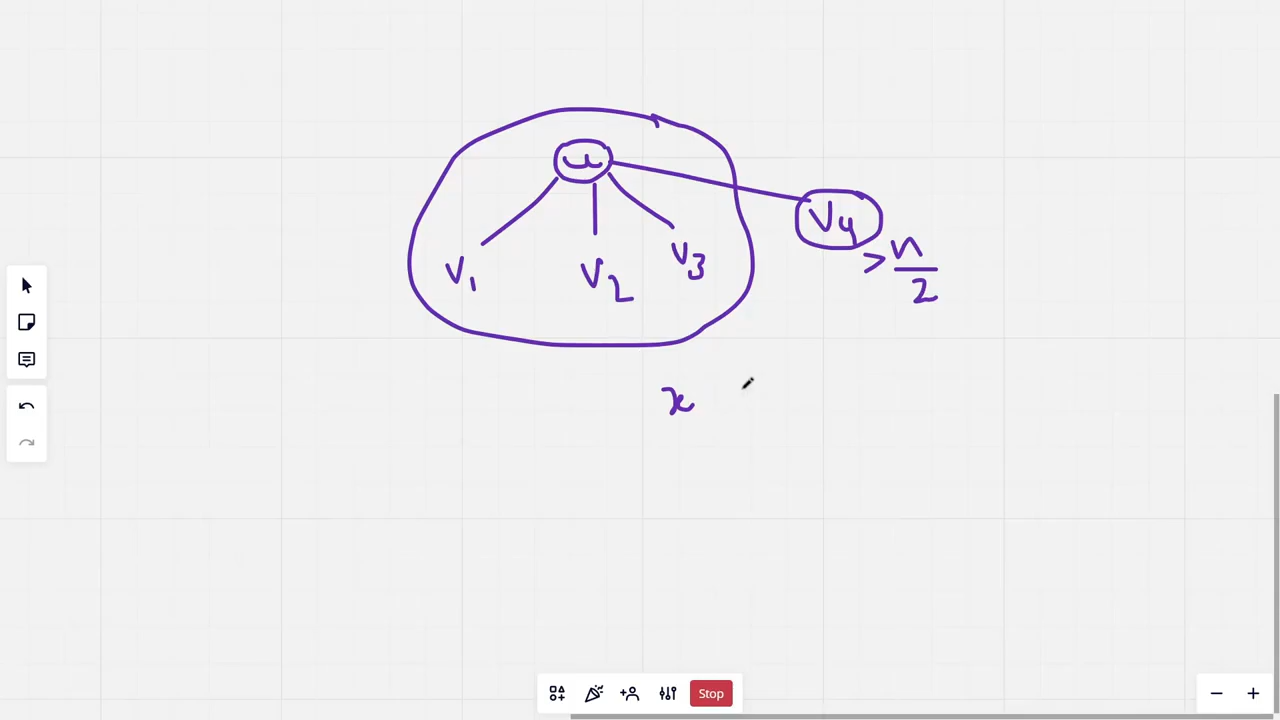 u
V₄
V₁ V₂ V₃
> n/2
x
Stop